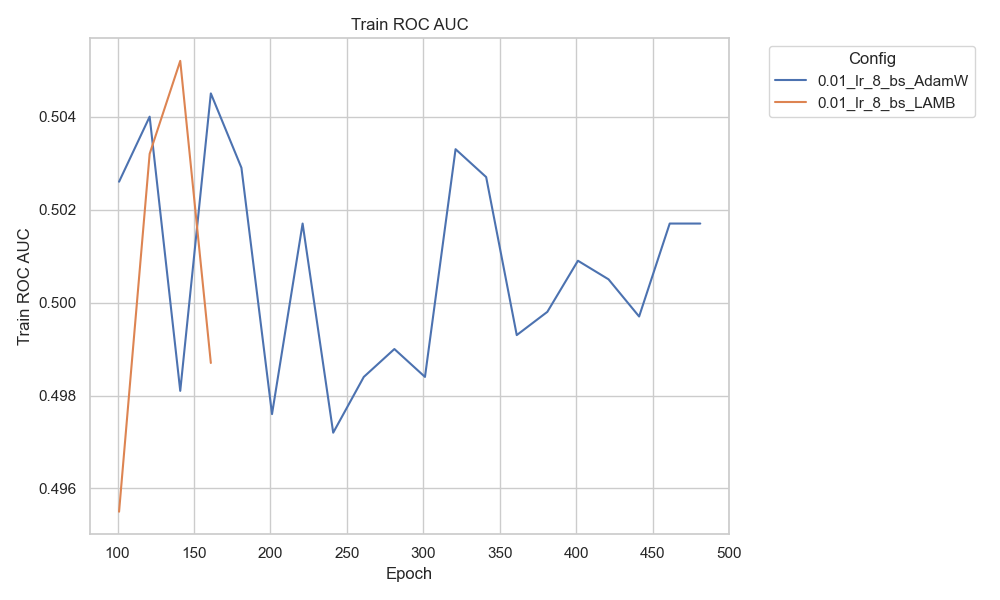 Train ROC AUC
Config
0.01_lr_8_bs_AdamW
0.01_lr_8_bs_LAMB
Train ROC AUC
0.504
0.502
0.500
0.498
0.496
100 150 200 250 300 350 400 450 500
Epoch